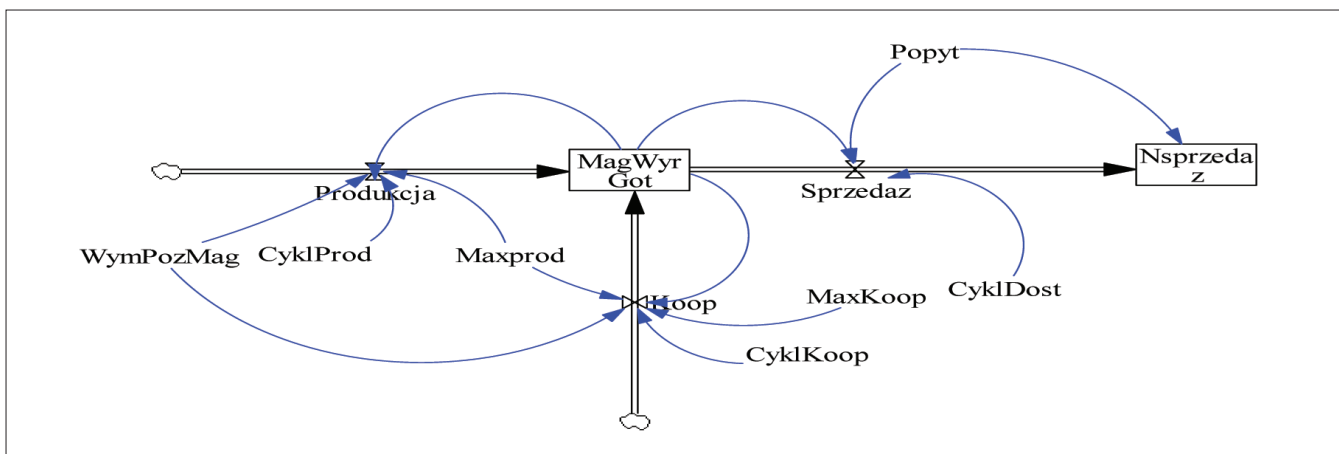 Popyt
MagWyr
Got
Nsprzeda
z
Produkcja
Sprzedaz
WymPozMag
CyklProd
Maxprod
CyklDost
Koop
MaxKoop
CyklKoop